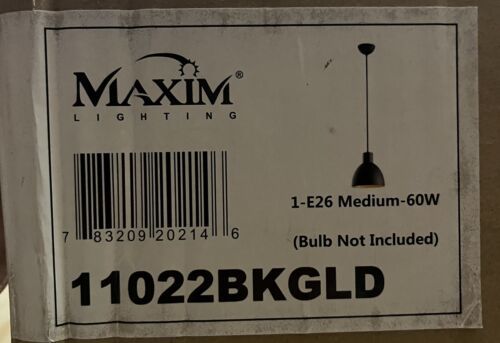 MAXIM®
LIGHTING
1-E26 Medium-60W
(Bulb Not Included)
7 83209 20214 6
11022BKGLD